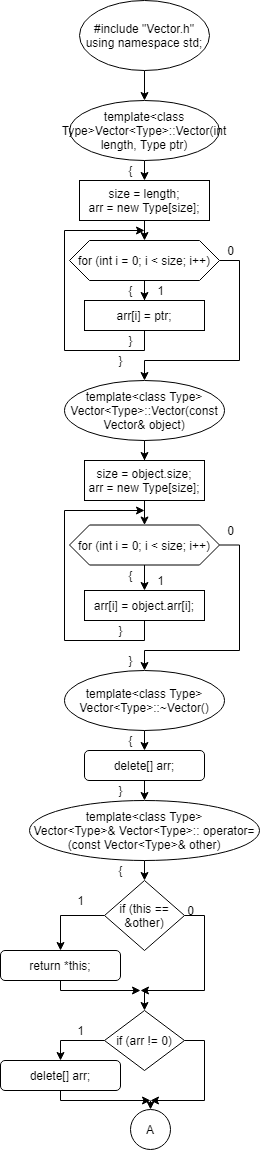 #include "Vector.h"
using namespace std;
template<class
Type>Vector<Type>::Vector(int
length, Type ptr)
{
size = length;
arr = new Type[size];
for (int i = 0; i < size; i++)
0
{
1
arr[i] = ptr;
}
}
template<class Type>
Vector<Type>::Vector(const
Vector& object)
size = object.size;
arr = new Type[size];
for (int i = 0; i < size; i++)
0
{
1
arr[i] = object.arr[i];
}
}
template<class Type>
Vector<Type>::~Vector()
{
delete[] arr;
}
template<class Type>
Vector<Type>& Vector<Type>:: operator=
(const Vector<Type>& other)
{
if (this ==
&other)
1
0
return *this;
if (arr != 0)
1
delete[] arr;
A